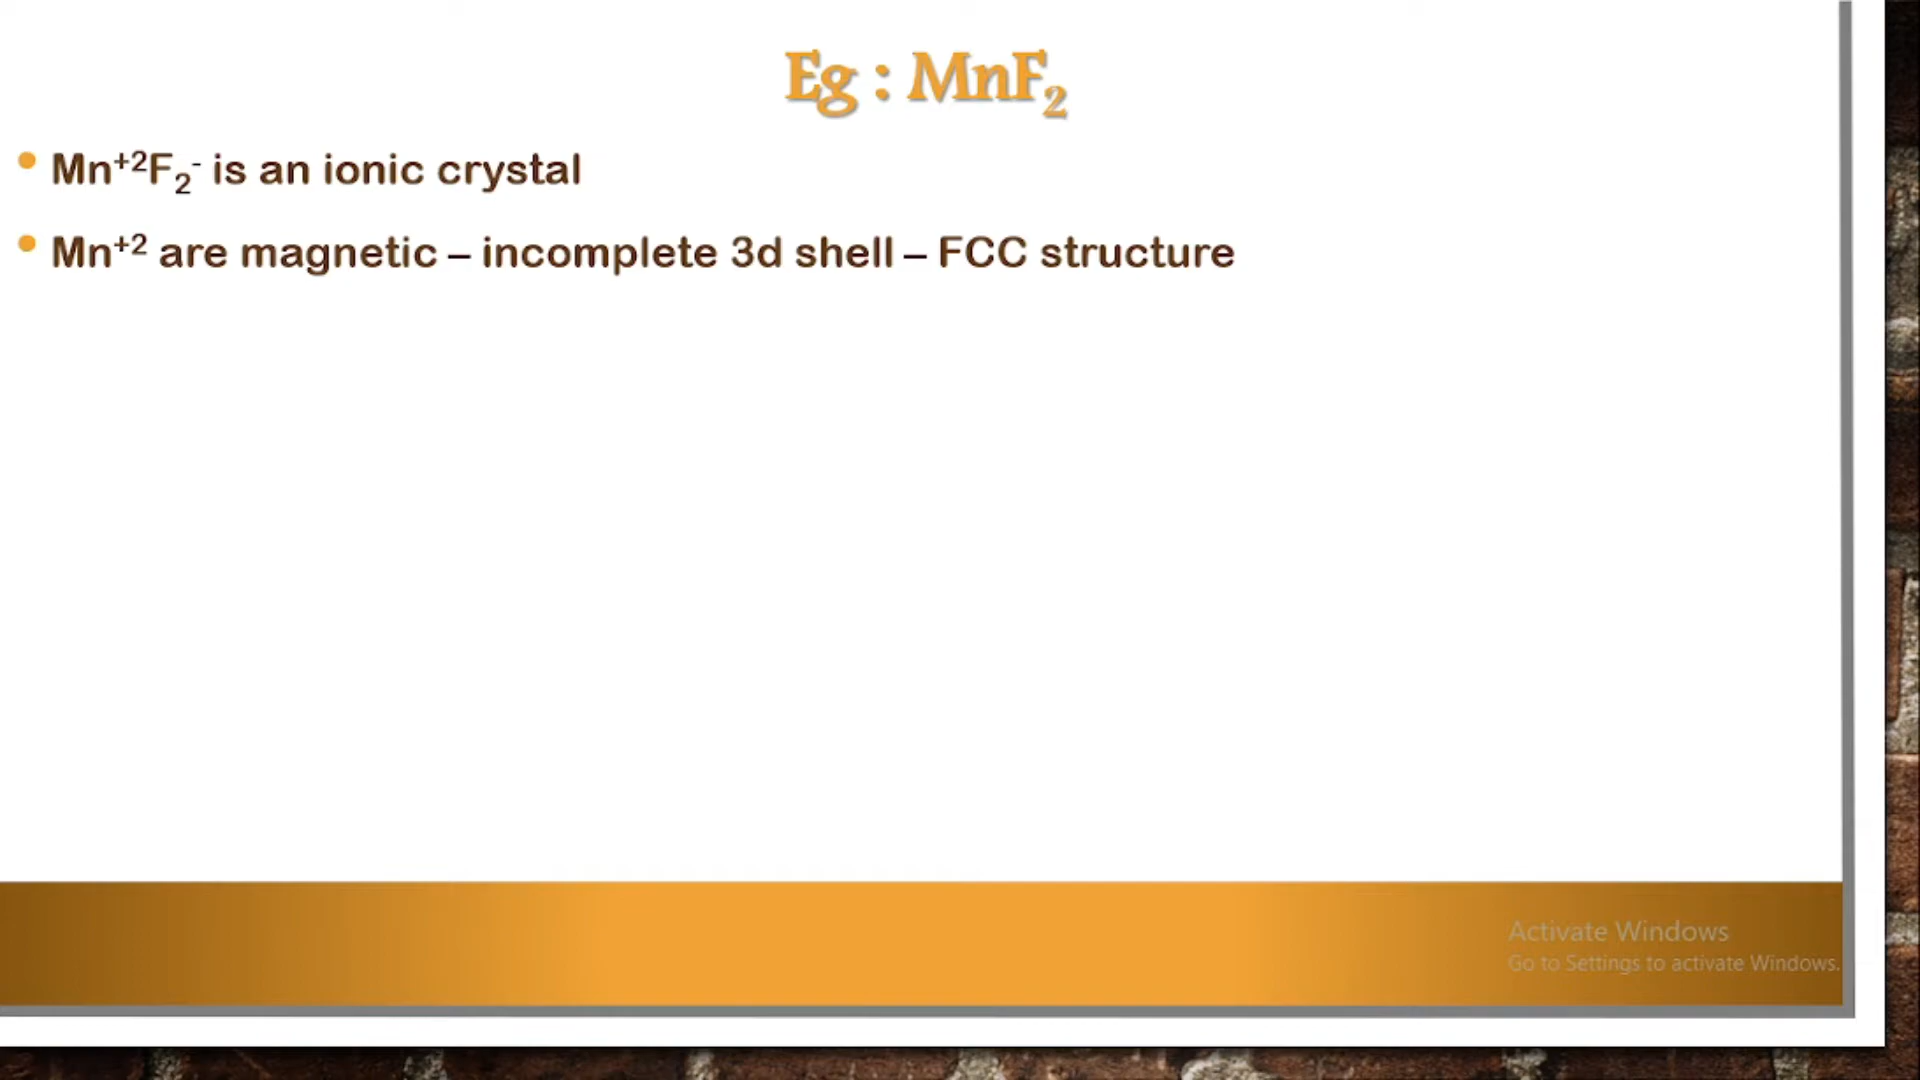 Eg : MnF₂
• Mn⁺²F₂⁻ is an ionic crystal
• Mn⁺² are magnetic – incomplete 3d shell – FCC structure
Activate Windows
Go to Settings to activate Windows.